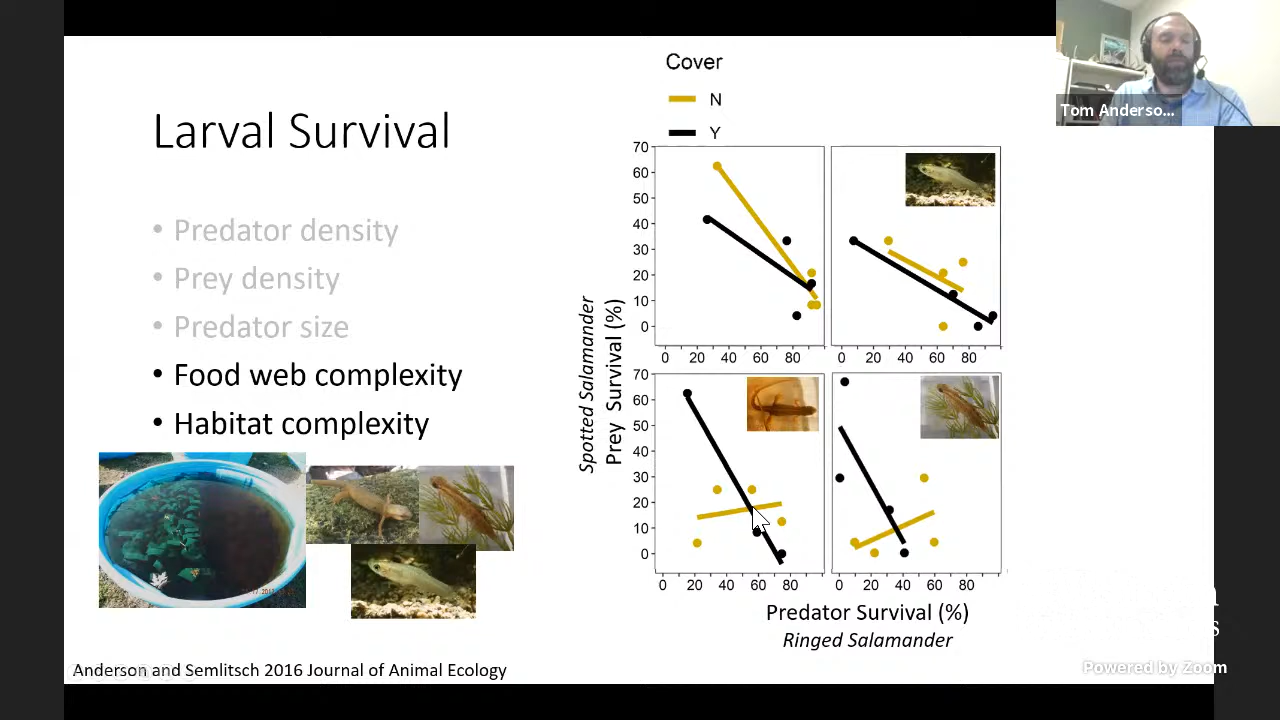 Larval Survival
• Predator density
• Prey density
• Predator size
• Food web complexity
• Habitat complexity
Anderson and Semlitsch 2016 Journal of Animal Ecology
Cover
N
Y
70
60
50
40
30
20
10
0
0 20 40 60 80
0 20 40 60 80
70
60
50
40
30
20
10
0
0 20 40 60 80
0 20 40 60 80
Spotted Salamander
Prey Survival (%)
Predator Survival (%)
Ringed Salamander
Tom Anderso...
Powered by Zoom